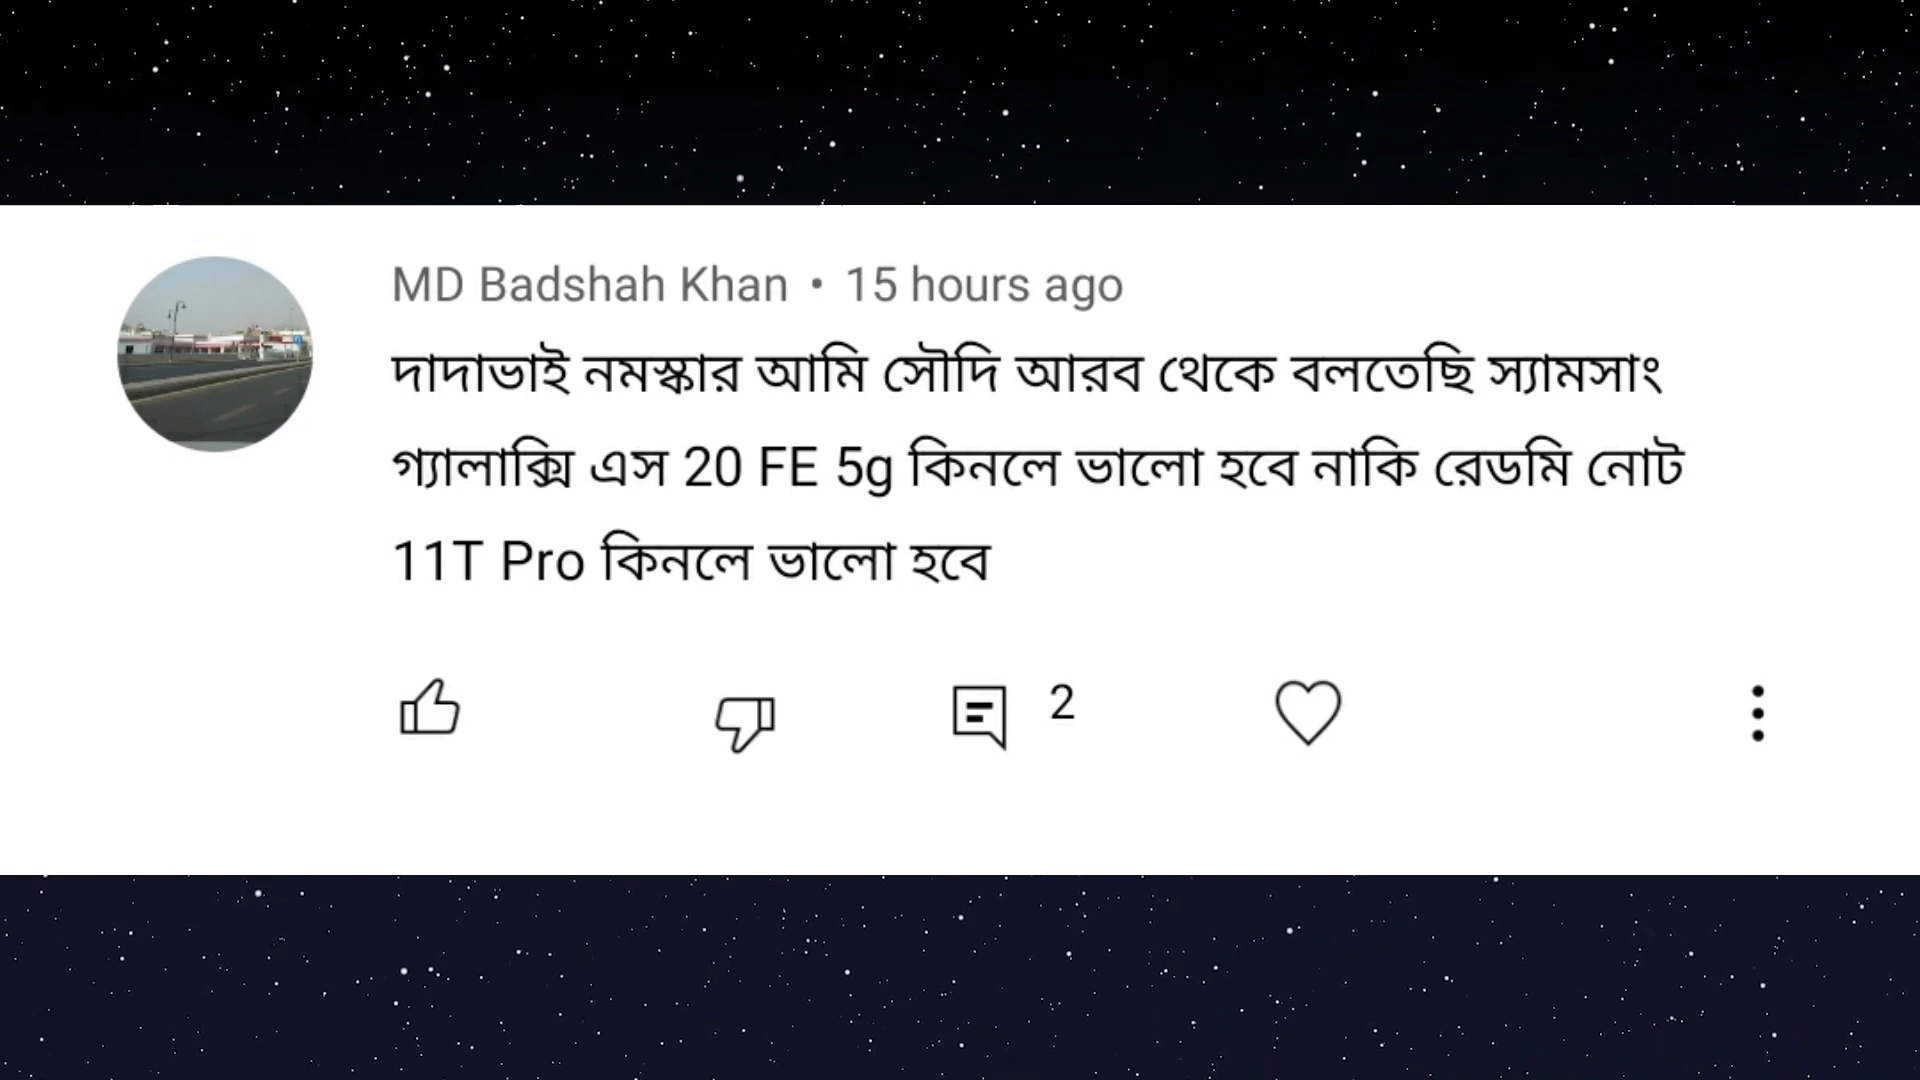 MD Badshah Khan • 15 hours ago
দাদাভাই নমস্কার আমি সৌদি আরব থেকে বলতেছি স্যামসাং
গ্যালাক্সি এস 20 FE 5g কিনলে ভালো হবে নাকি রেডমি নোট
11T Pro কিনলে ভালো হবে
2